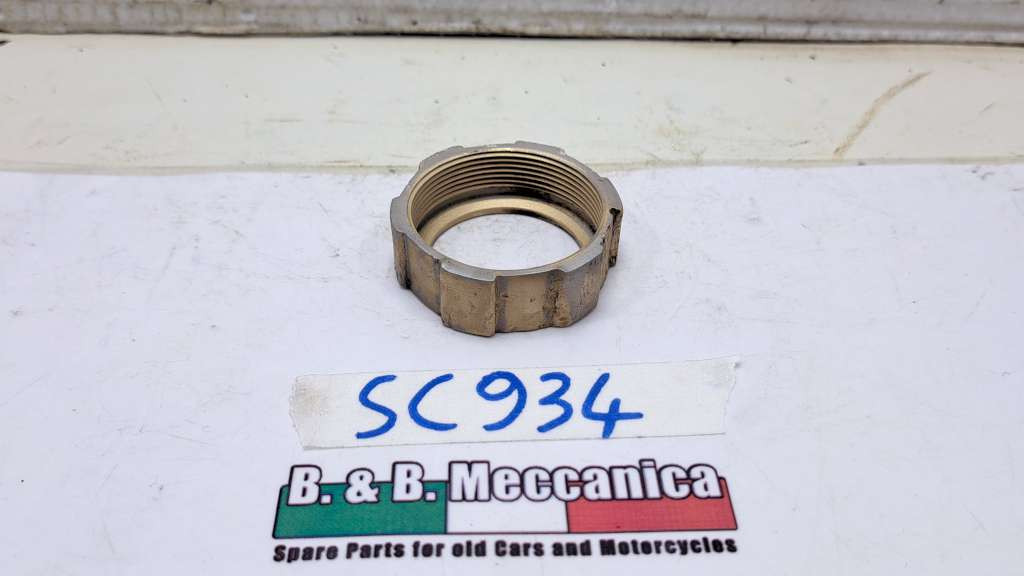 SC934
B. & B. Meccanica
Spare Parts for old Cars and Motorcycles